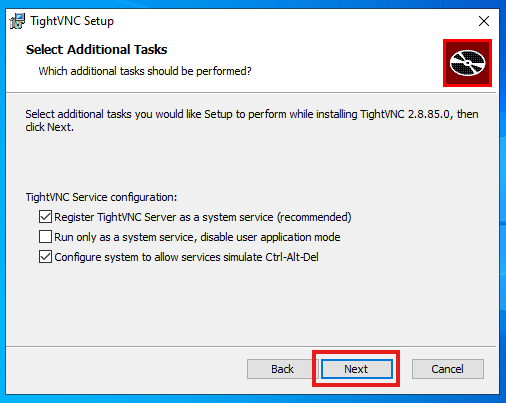 TightVNC Setup
Select Additional Tasks
Which additional tasks should be performed?
Select additional tasks you would like Setup to perform while installing TightVNC 2.8.85.0, then
click Next.
TightVNC Service configuration:
Register TightVNC Server as a system service (recommended)
Run only as a system service, disable user application mode
Configure system to allow services simulate Ctrl-Alt-Del
Back Next Cancel